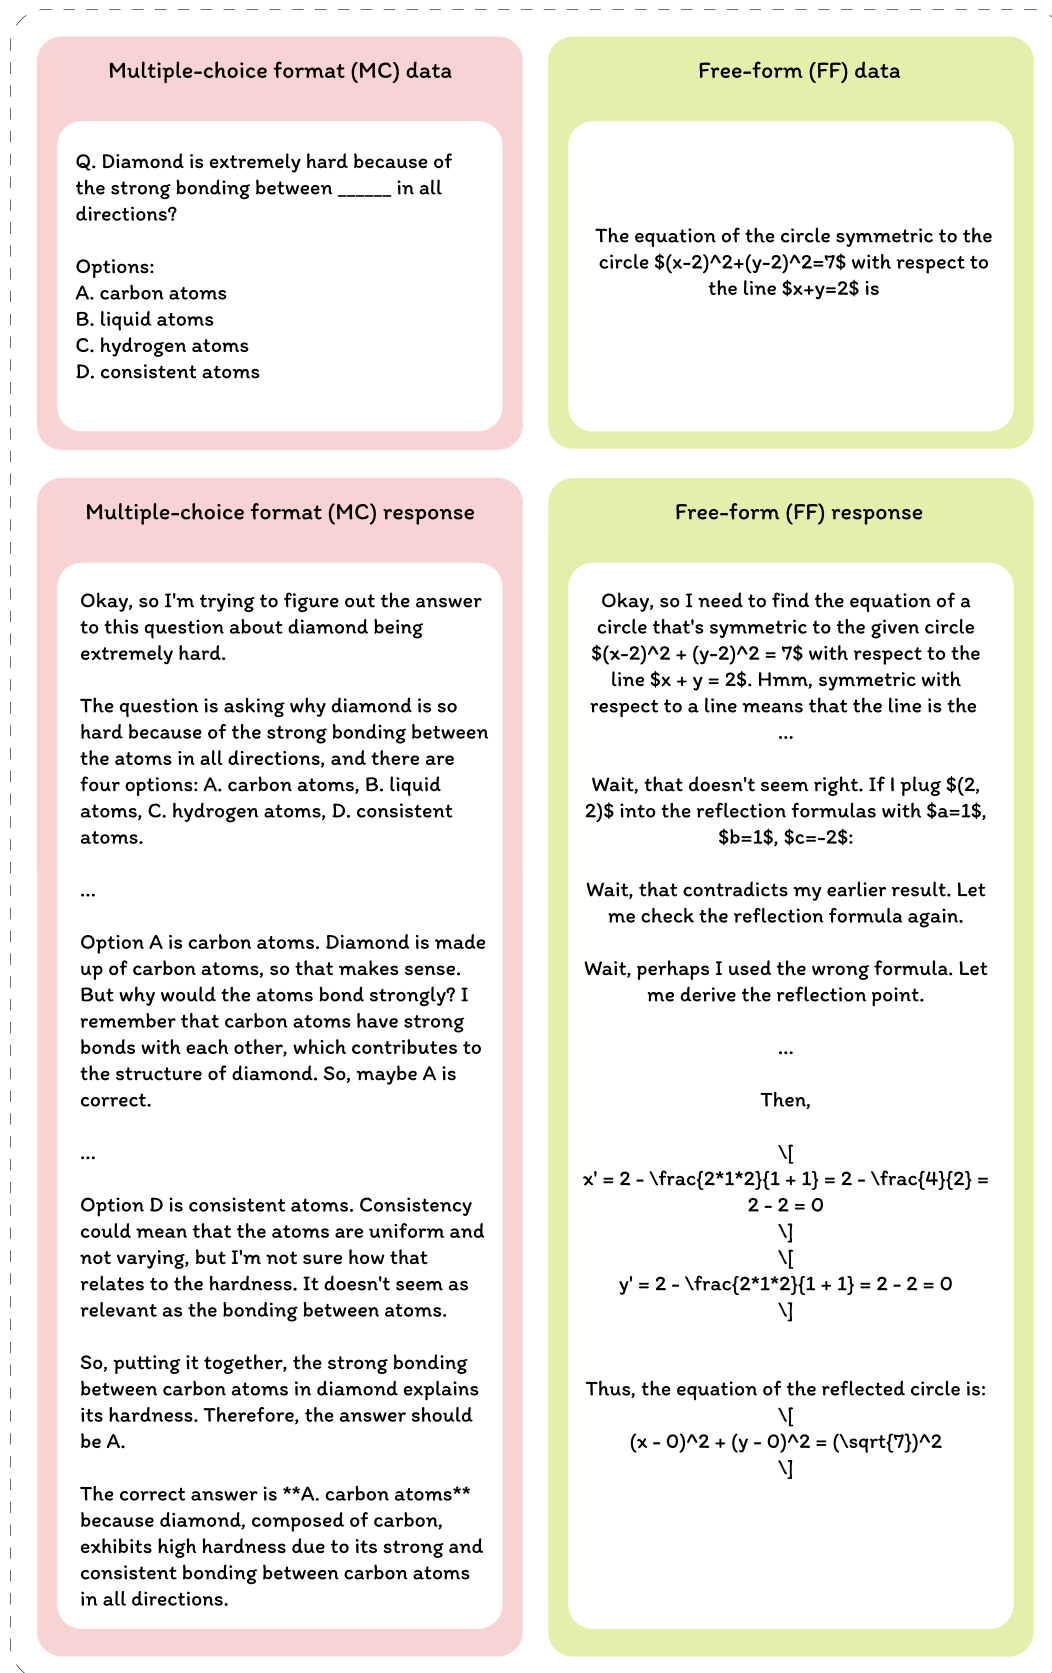 Multiple-choice format (MC) data
Q. Diamond is extremely hard because of
the strong bonding between ______ in all
directions?
Options:
A. carbon atoms
B. liquid atoms
C. hydrogen atoms
D. consistent atoms
Free-form (FF) data
The equation of the circle symmetric to the
circle $(x-2)^2+(y-2)^2=7$ with respect to
the line $x+y=2$ is
Multiple-choice format (MC) response
Okay, so I'm trying to figure out the answer
to this question about diamond being
extremely hard.
The question is asking why diamond is so
hard because of the strong bonding between
the atoms in all directions, and there are
four options: A. carbon atoms, B. liquid
atoms, C. hydrogen atoms, D. consistent
atoms.
...
Option A is carbon atoms. Diamond is made
up of carbon atoms, so that makes sense.
But why would the atoms bond strongly? I
remember that carbon atoms have strong
bonds with each other, which contributes to
the structure of diamond. So, maybe A is
correct.
...
Option D is consistent atoms. Consistency
could mean that the atoms are uniform and
not varying, but I'm not sure how that
relates to the hardness. It doesn't seem as
relevant as the bonding between atoms.
So, putting it together, the strong bonding
between carbon atoms in diamond explains
its hardness. Therefore, the answer should
be A.
The correct answer is **A. carbon atoms**
because diamond, composed of carbon,
exhibits high hardness due to its strong and
consistent bonding between carbon atoms
in all directions.
Free-form (FF) response
Okay, so I need to find the equation of a
circle that's symmetric to the given circle
$(x-2)^2 + (y-2)^2 = 7$ with respect to the
line $x + y = 2$. Hmm, symmetric with
respect to a line means that the line is the
...
Wait, that doesn't seem right. If I plug $(2,
2)$ into the reflection formulas with $a=1$,
$b=1$, $c=-2$:
Wait, that contradicts my earlier result. Let
me check the reflection formula again.
Wait, perhaps I used the wrong formula. Let
me derive the reflection point.
...
Then,
\[
x' = 2 - \frac{2*1*2}{1 + 1} = 2 - \frac{4}{2} =
2 - 2 = 0
\]
\[
y' = 2 - \frac{2*1*2}{1 + 1} = 2 - 2 = 0
\]
Thus, the equation of the reflected circle is:
\[
(x - 0)^2 + (y - 0)^2 = (\sqrt{7})^2
\]